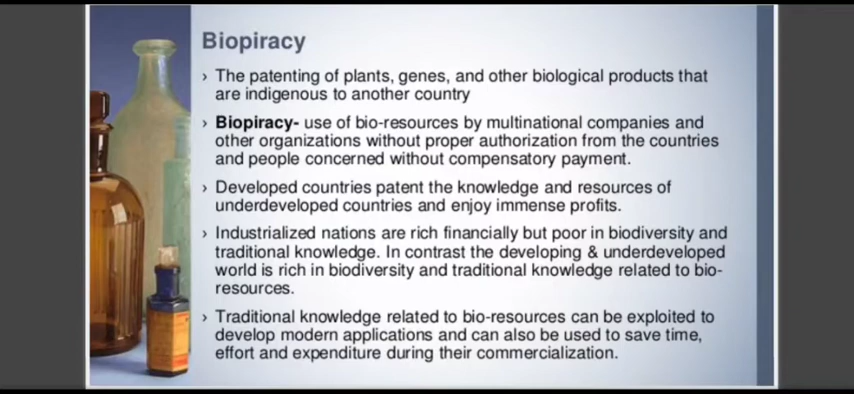 Biopiracy
› The patenting of plants, genes, and other biological products that
are indigenous to another country
› Biopiracy- use of bio-resources by multinational companies and
other organizations without proper authorization from the countries
and people concerned without compensatory payment.
› Developed countries patent the knowledge and resources of
underdeveloped countries and enjoy immense profits.
› Industrialized nations are rich financially but poor in biodiversity and
traditional knowledge. In contrast the developing & underdeveloped
world is rich in biodiversity and traditional knowledge related to bio-
resources.
› Traditional knowledge related to bio-resources can be exploited to
develop modern applications and can also be used to save time,
effort and expenditure during their commercialization.